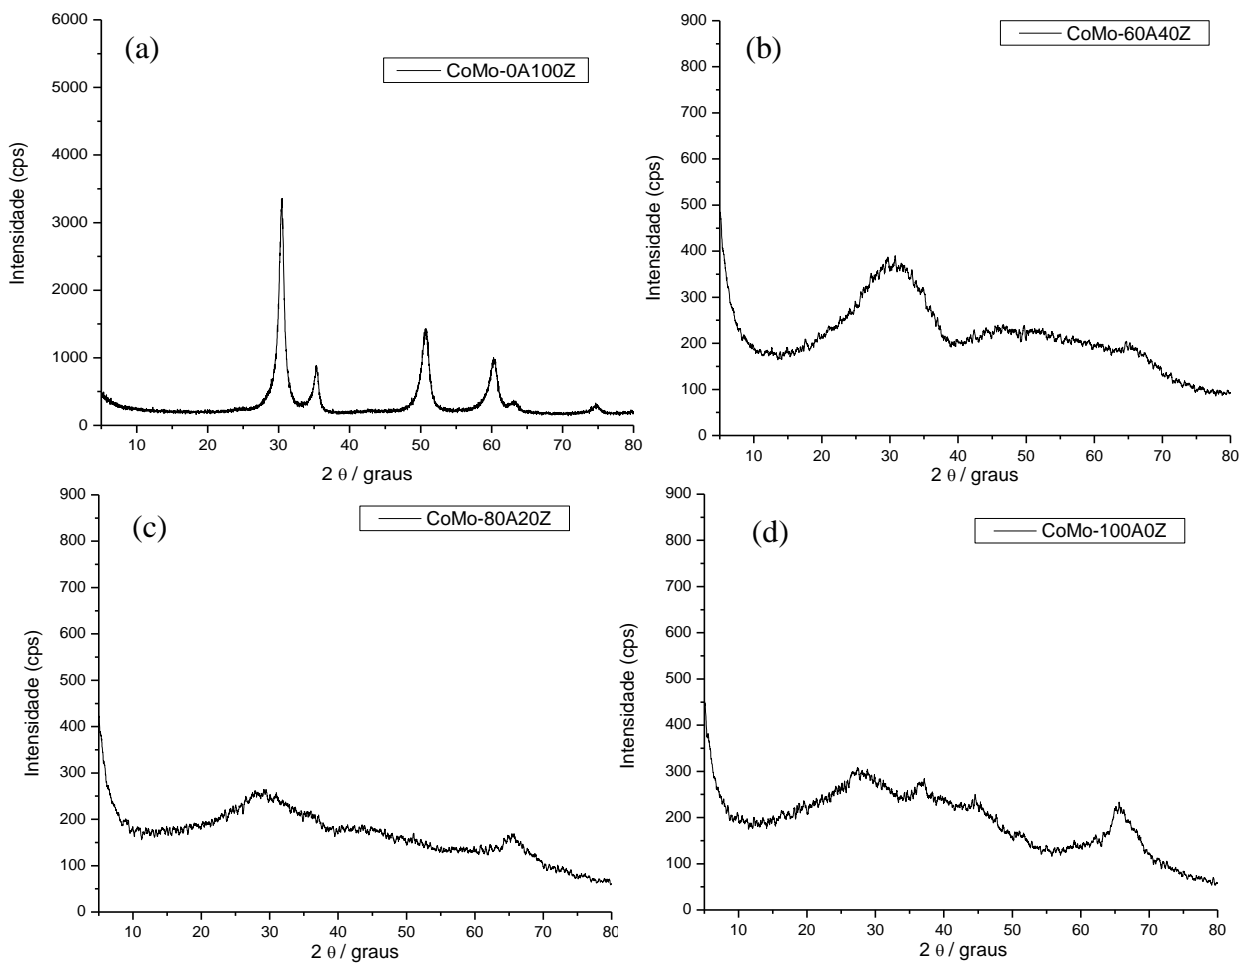 (a)
CoMo-0A100Z
6000
5000
4000
3000
2000
1000
0
10 20 30 40 50 60 70 80
Intensidade (cps)
2 θ / graus
(b)
CoMo-60A40Z
900
800
700
600
500
400
300
200
100
0
10 20 30 40 50 60 70 80
Intensidade (cps)
2 θ / graus
(c)
CoMo-80A20Z
900
800
700
600
500
400
300
200
100
0
10 20 30 40 50 60 70 80
Intensidade (cps)
2 θ / graus
(d)
CoMo-100A0Z
900
800
700
600
500
400
300
200
100
0
10 20 30 40 50 60 70 80
Intensidade (cps)
2 θ / graus